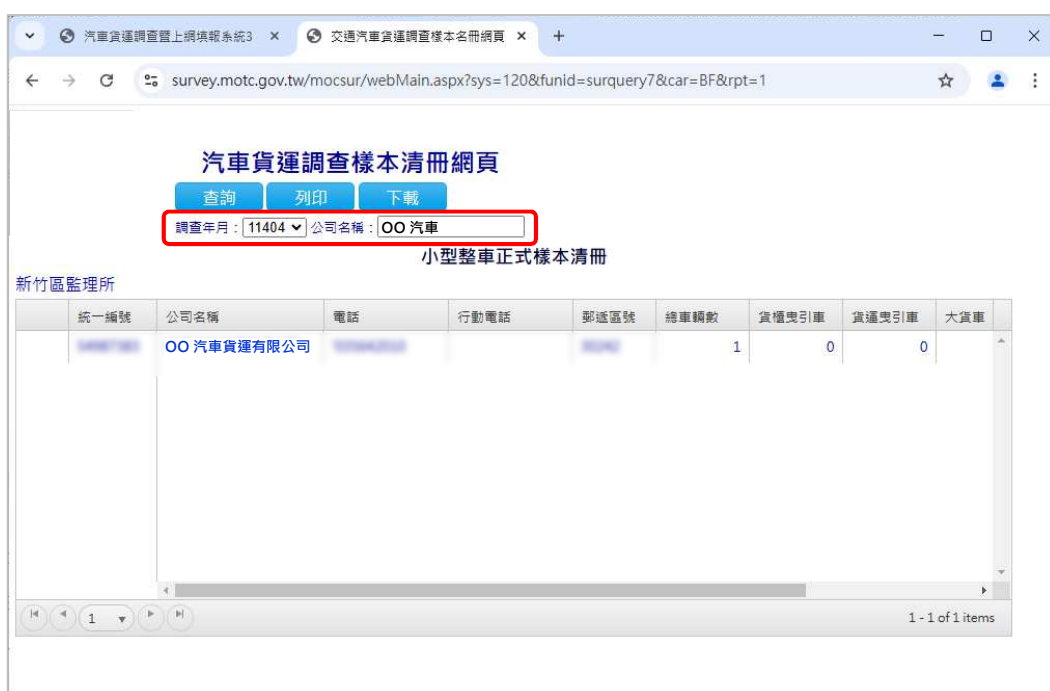 汽車貨運調查暨上網填報系統3
交通汽車貨運調查樣本名冊網頁
survey.motc.gov.tw/mocsur/webMain.aspx?sys=120&funid=surquery7&car=BF&rpt=1
汽車貨運調查樣本清冊網頁
查詢 列印 下載
調查年月：11404 公司名稱：OO 汽車
小型整車正式樣本清冊
新竹區監理所
統一編號 公司名稱 電話 行動電話 郵遞區號 總車輛數 貨櫃曳引車 貨運曳引車 大貨車
OO 汽車貨運有限公司 1 0 0
1 1 - 1 of 1 items